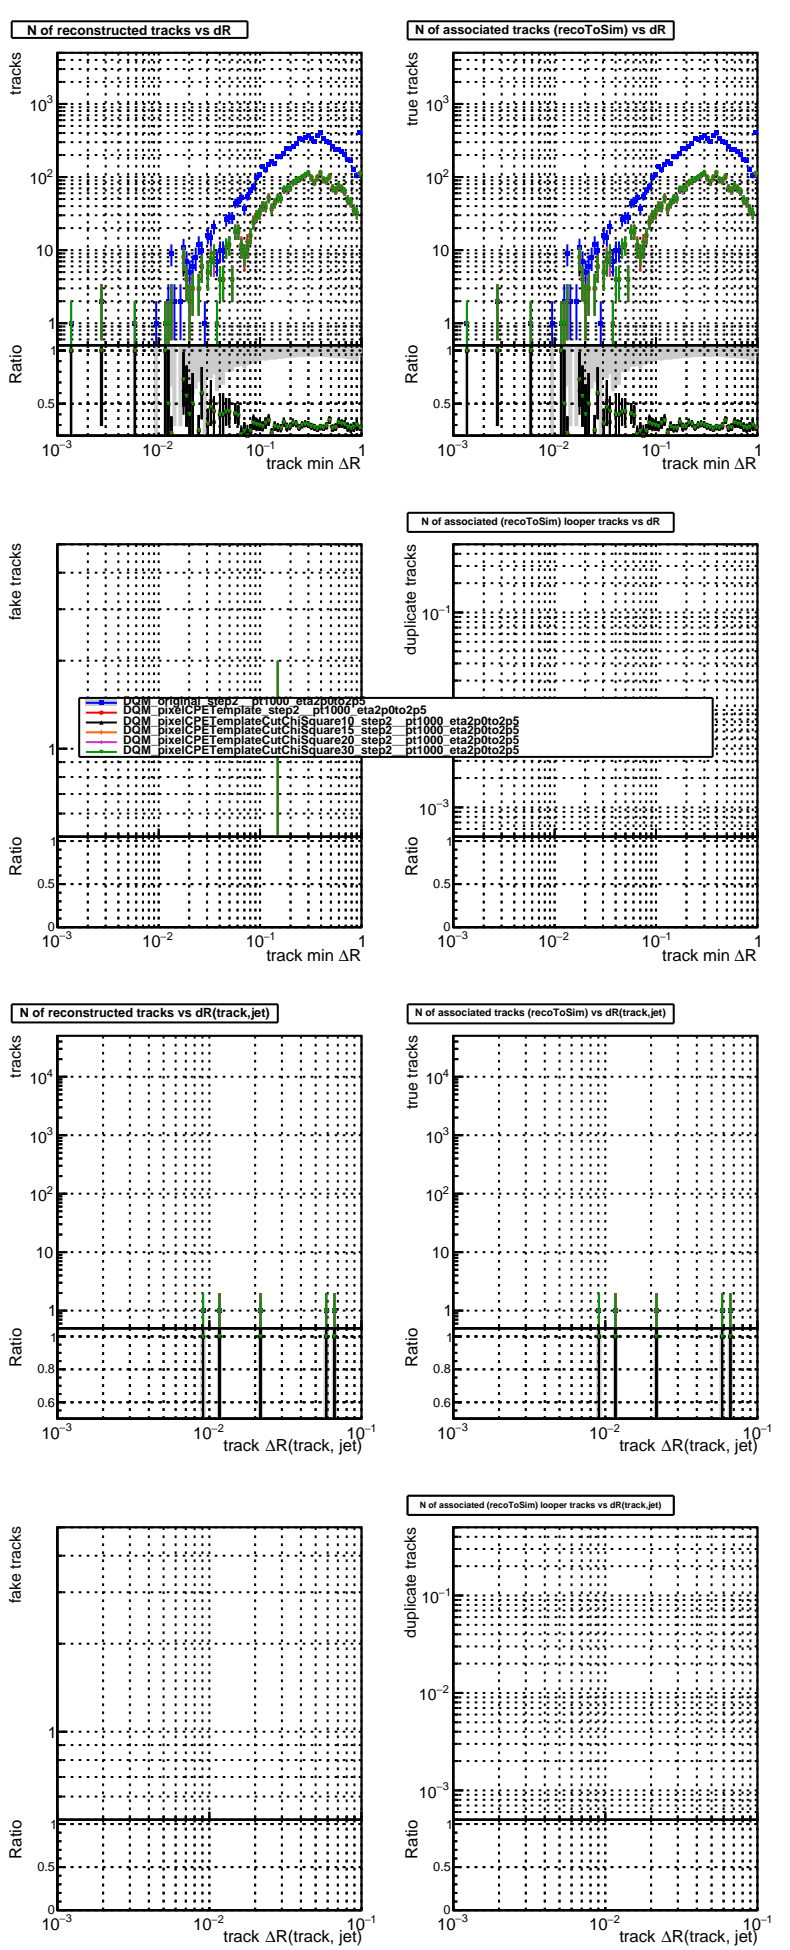 N of reconstructed tracks vs dR
tracks
10³
10²
10
1
Ratio
1
0.5
10⁻³ 10⁻² 10⁻¹ 1
track min ΔR
N of associated tracks (recoToSim) vs dR
true tracks
10³
10²
10
1
Ratio
1
0.5
10⁻³ 10⁻² 10⁻¹ 1
track min ΔR
fake tracks
1
Ratio
1
0.5
0
10⁻³ 10⁻² 10⁻¹ 1
track min ΔR
N of associated (recoToSim) looper tracks vs dR
duplicate tracks
10⁻¹
10⁻³
Ratio
1
0.5
0
10⁻³ 10⁻² 10⁻¹ 1
track min ΔR
DQM_original_step2__pt1000_eta2p0to2p5
DQM_pixelCPETemplate_step2__pt1000_eta2p0to2p5
DQM_pixelCPETemplateCutChiSquare10_step2__pt1000_eta2p0to2p5
DQM_pixelCPETemplateCutChiSquare15_step2__pt1000_eta2p0to2p5
DQM_pixelCPETemplateCutChiSquare20_step2__pt1000_eta2p0to2p5
DQM_pixelCPETemplateCutChiSquare30_step2__pt1000_eta2p0to2p5
N of reconstructed tracks vs dR(track,jet)
tracks
10⁴
10³
10²
10
1
Ratio
1
0.8
0.6
10⁻³ 10⁻² 10⁻¹
track ΔR(track, jet)
N of associated tracks (recoToSim) vs dR(track,jet)
true tracks
10⁴
10³
10²
10
1
Ratio
1
0.8
0.6
10⁻³ 10⁻² 10⁻¹
track ΔR(track, jet)
fake tracks
1
Ratio
1
0.5
0
10⁻³ 10⁻² 10⁻¹
track ΔR(track, jet)
N of associated (recoToSim) looper tracks vs dR(track,jet)
duplicate tracks
10⁻¹
10⁻²
10⁻³
Ratio
1
0.5
0
10⁻³ 10⁻² 10⁻¹
track ΔR(track, jet)